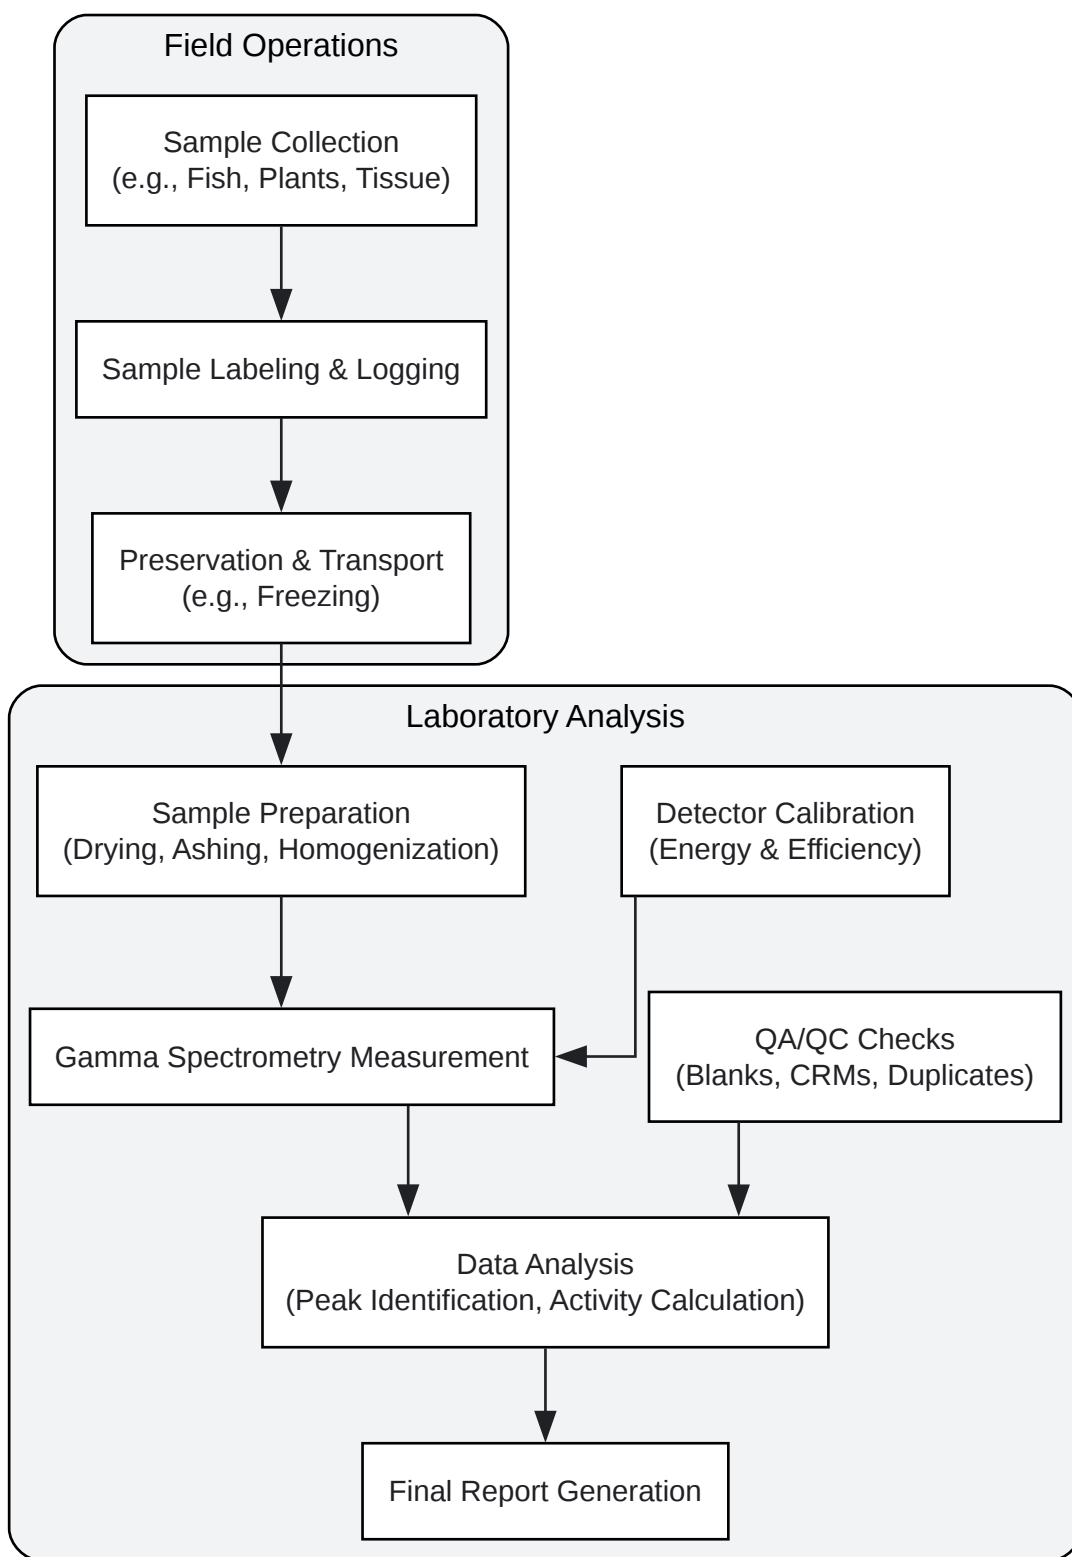 Field Operations
Sample Collection
(e.g., Fish, Plants, Tissue)
Sample Labeling & Logging
Preservation & Transport
(e.g., Freezing)
Laboratory Analysis
Sample Preparation
(Drying, Ashing, Homogenization)
Detector Calibration
(Energy & Efficiency)
Gamma Spectrometry Measurement
QA/QC Checks
(Blanks, CRMs, Duplicates)
Data Analysis
(Peak Identification, Activity Calculation)
Final Report Generation